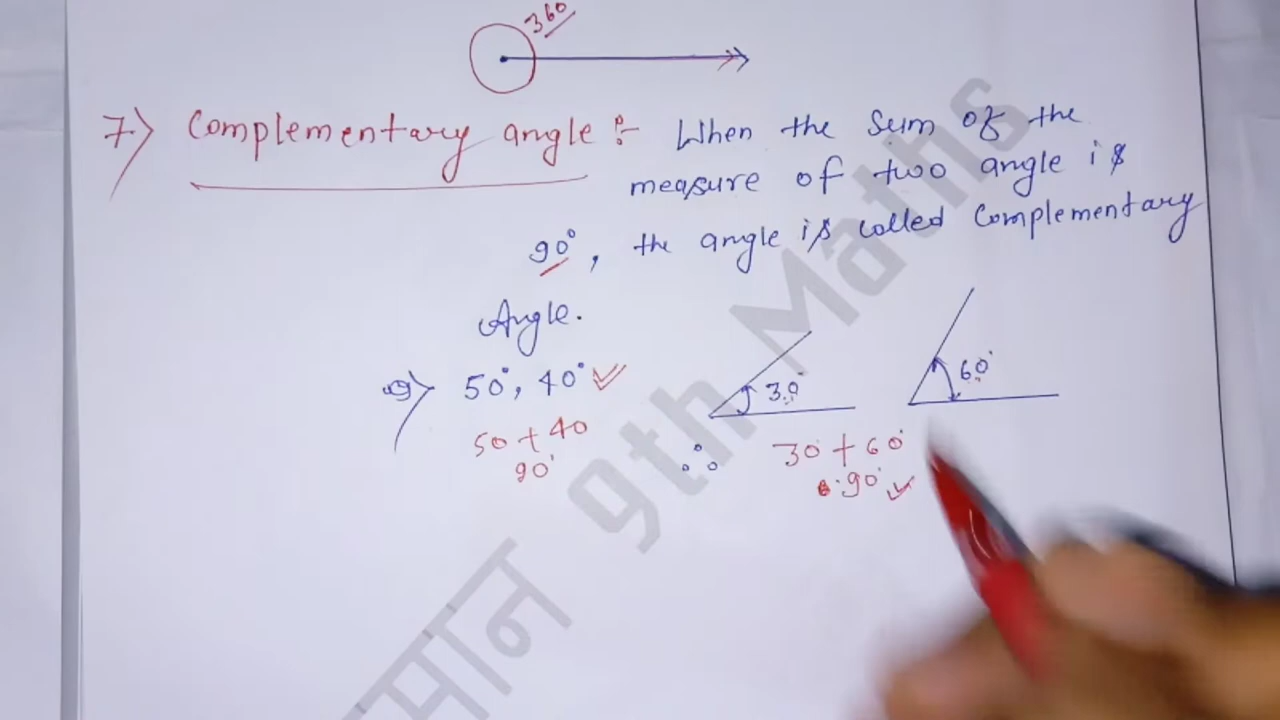 360
7) Complementary angle :- When the sum of the
measure of two angle is
90°, the angle is called Complementary
Angle.
eg) 50°, 40°
30°
60°
50 + 40
90°
∴ 30 + 60°
90°
9th Maths
मान